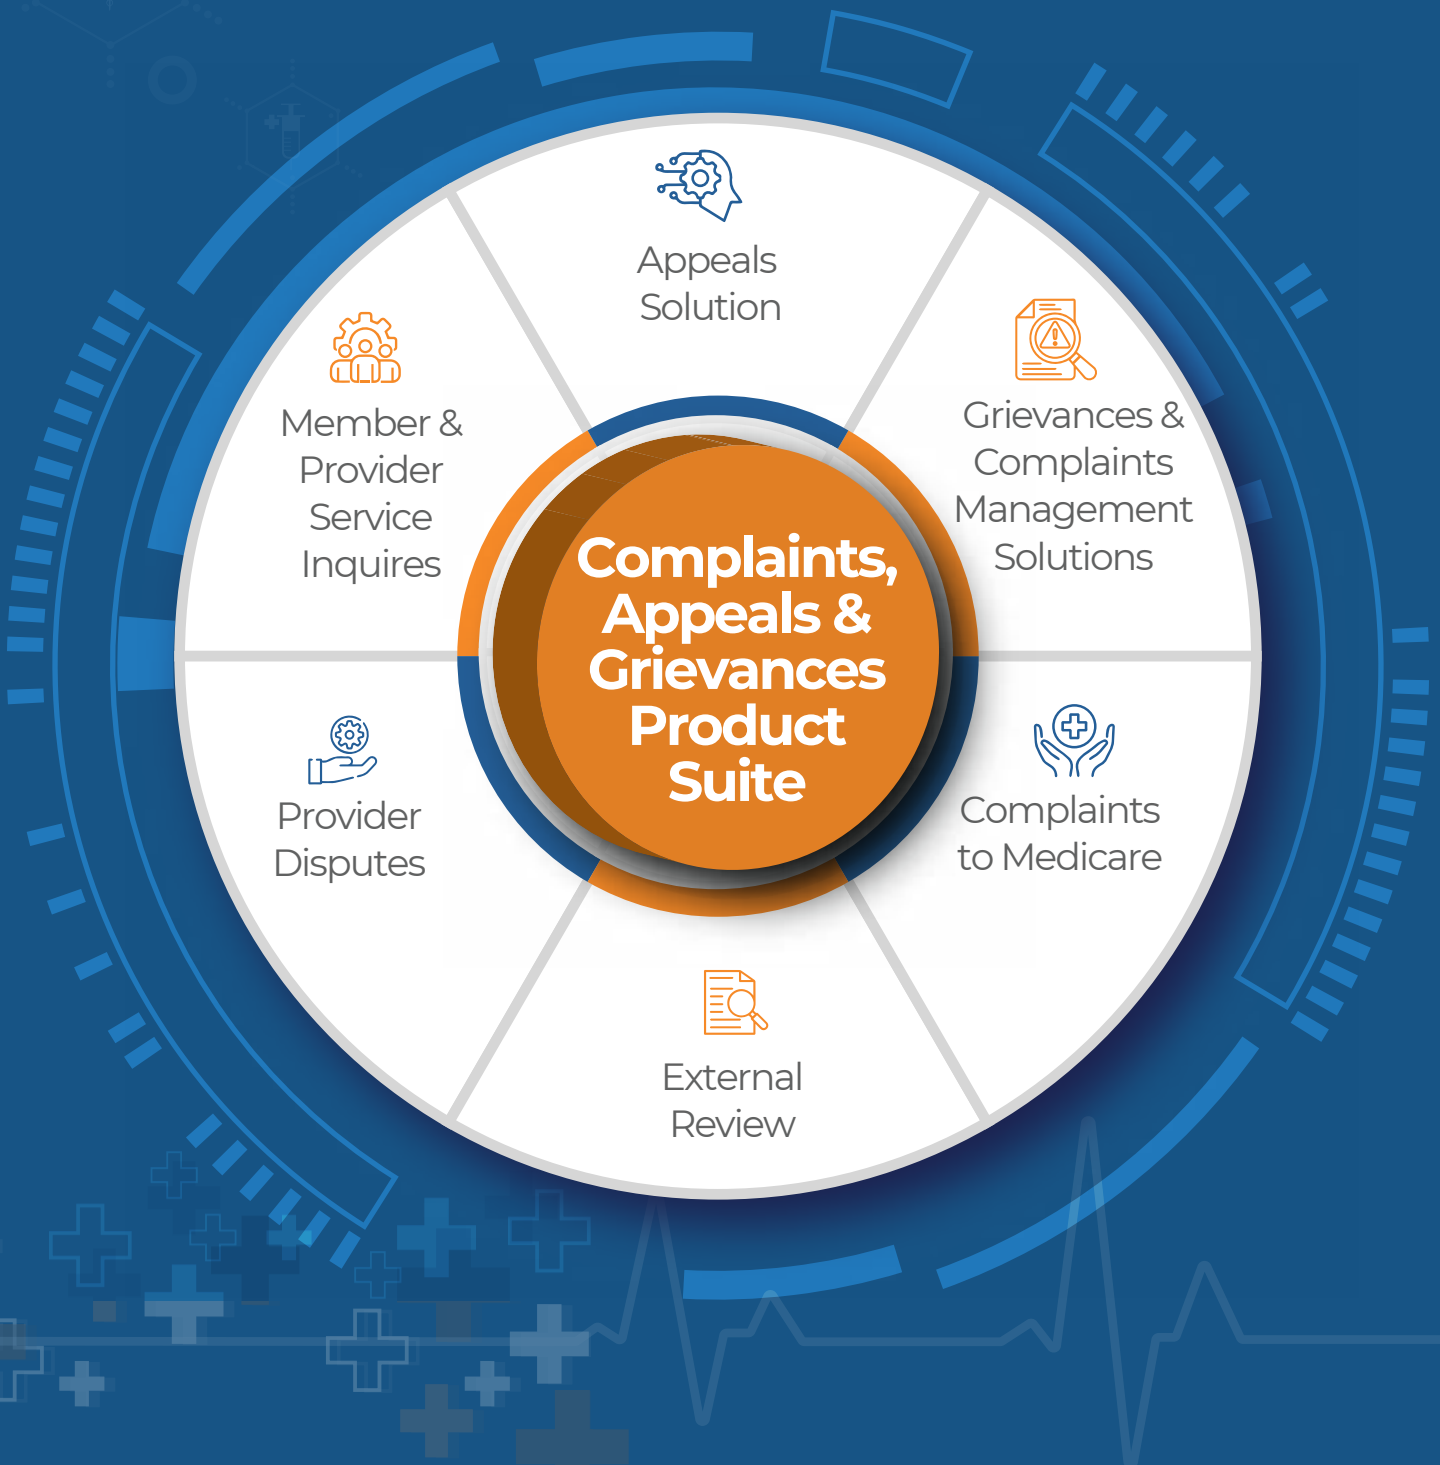 Appeals
Solution
Grievances &
Complaints
Management
Solutions
Complaints
to Medicare
External
Review
Provider
Disputes
Member &
Provider
Service
Inquires
Complaints,
Appeals &
Grievances
Product
Suite